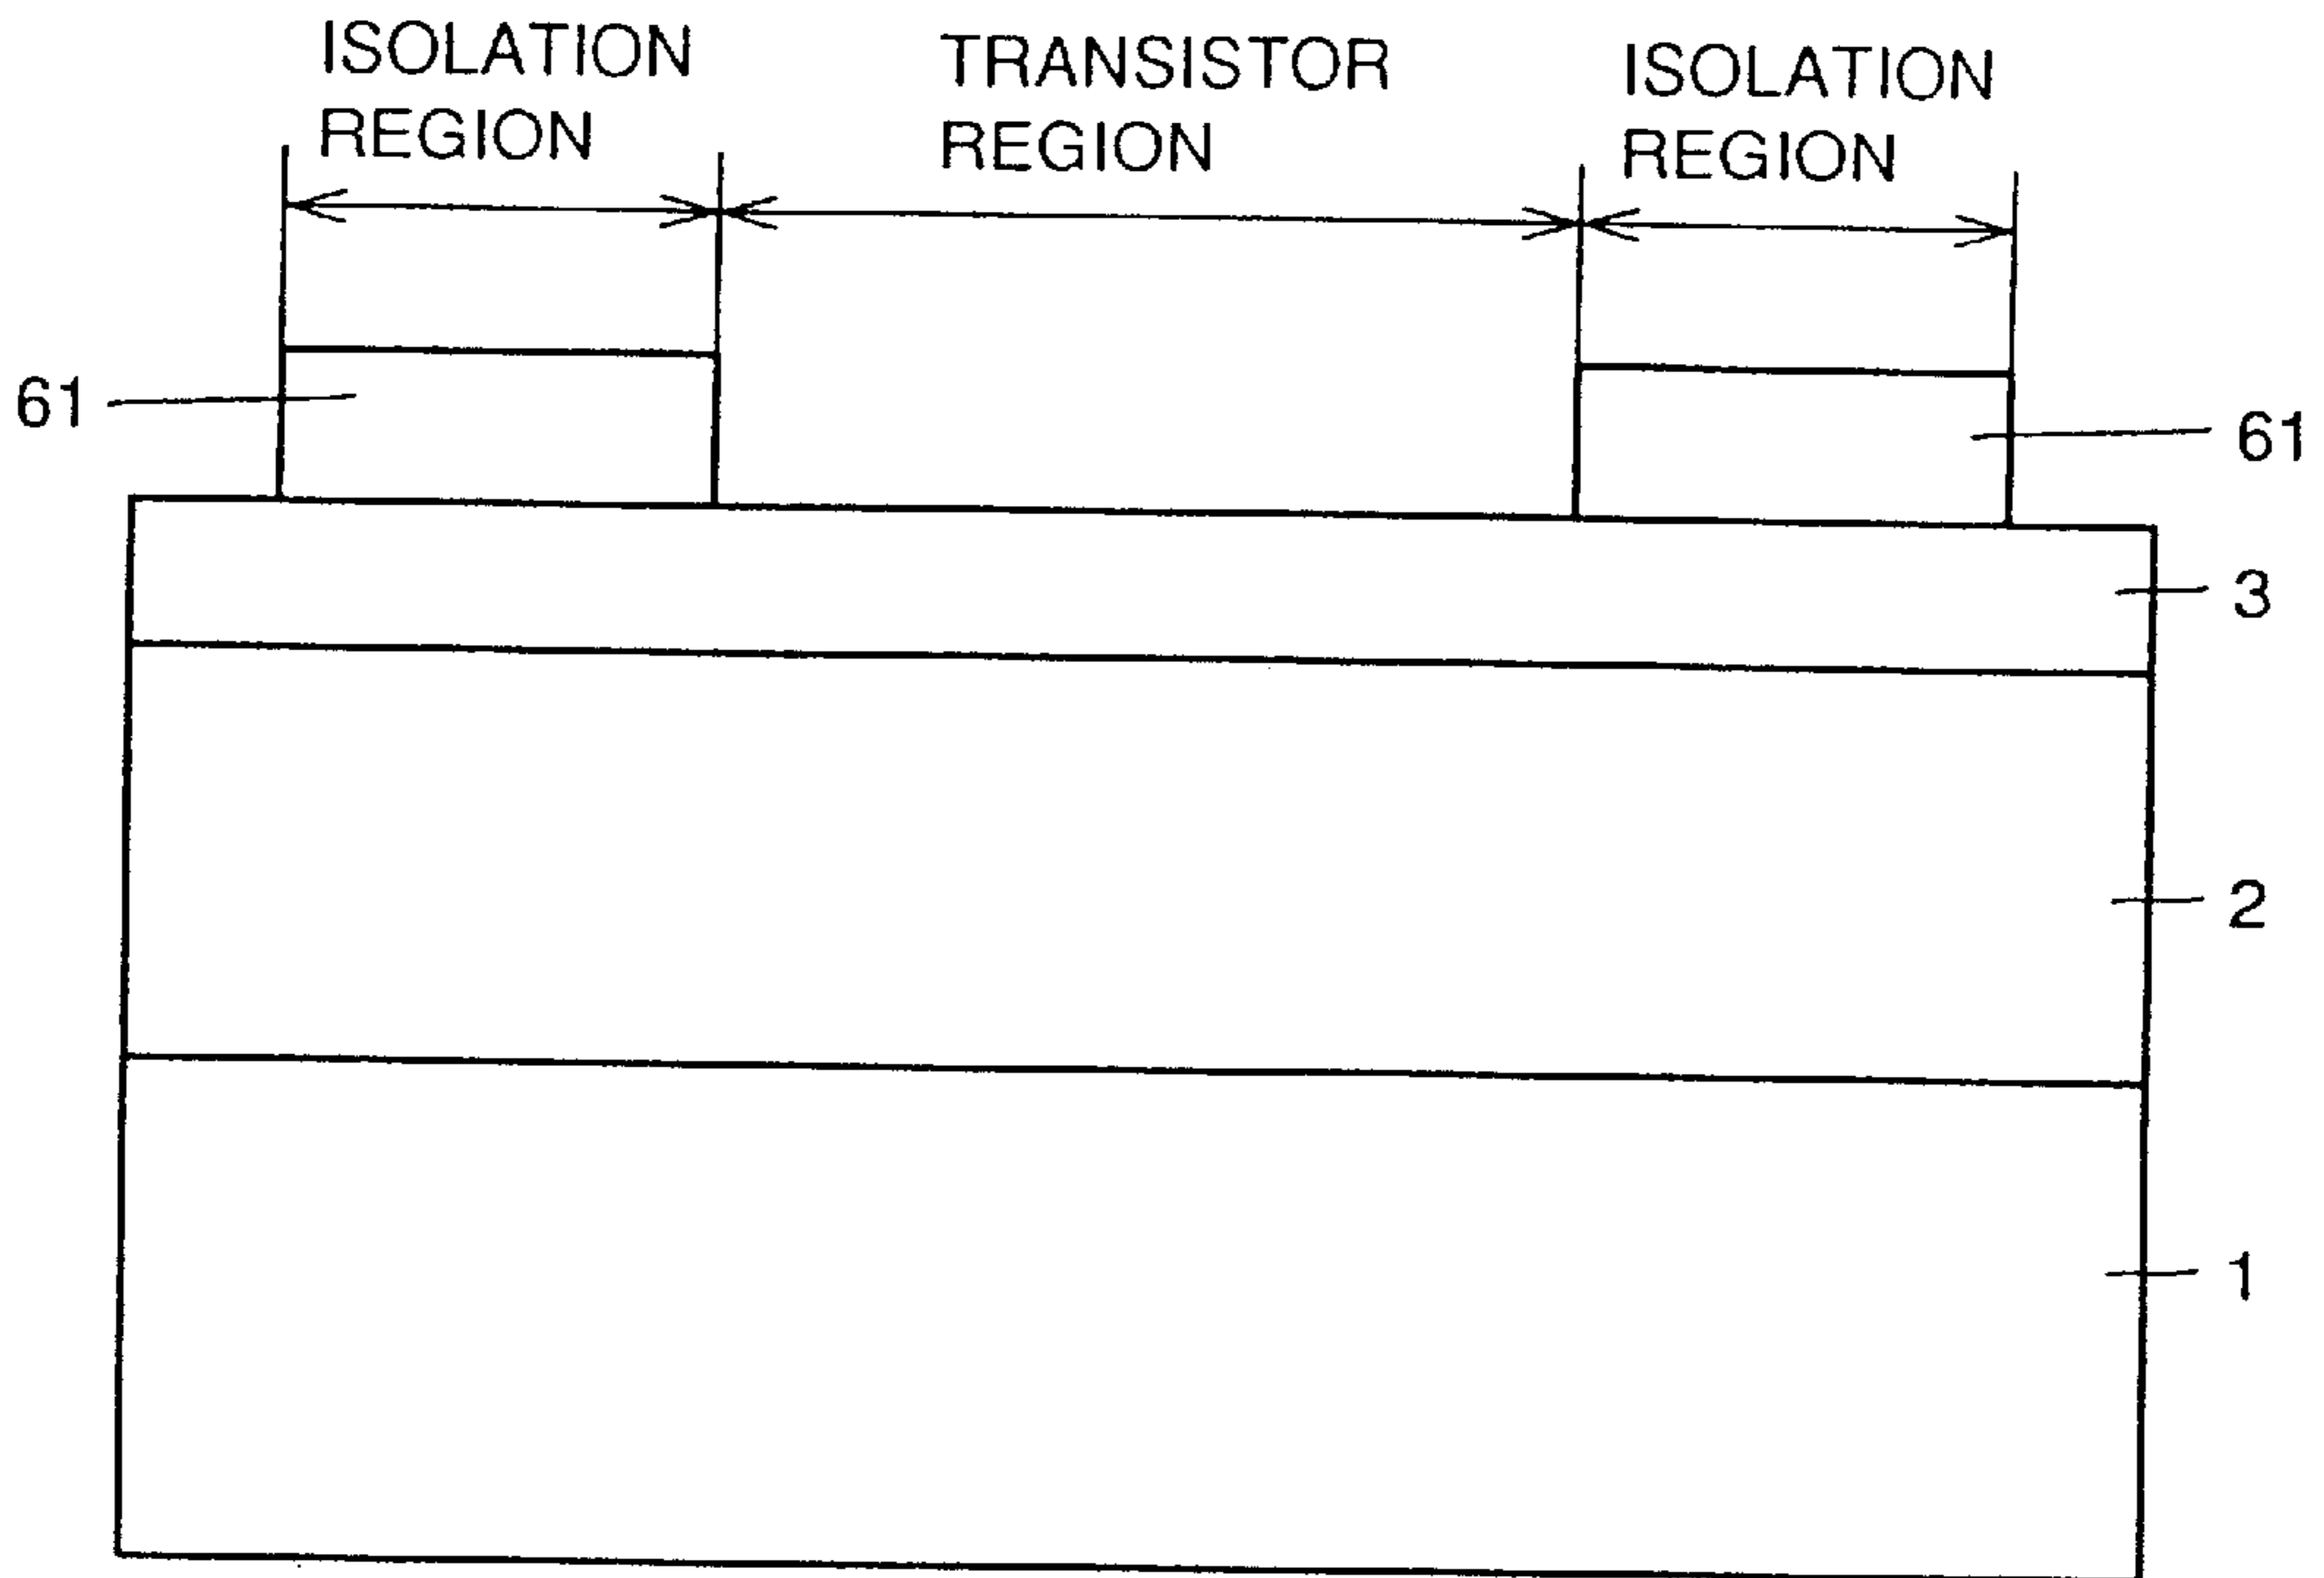 ISOLATION
REGION
TRANSISTOR
REGION
ISOLATION
REGION
61
61
3
2
1